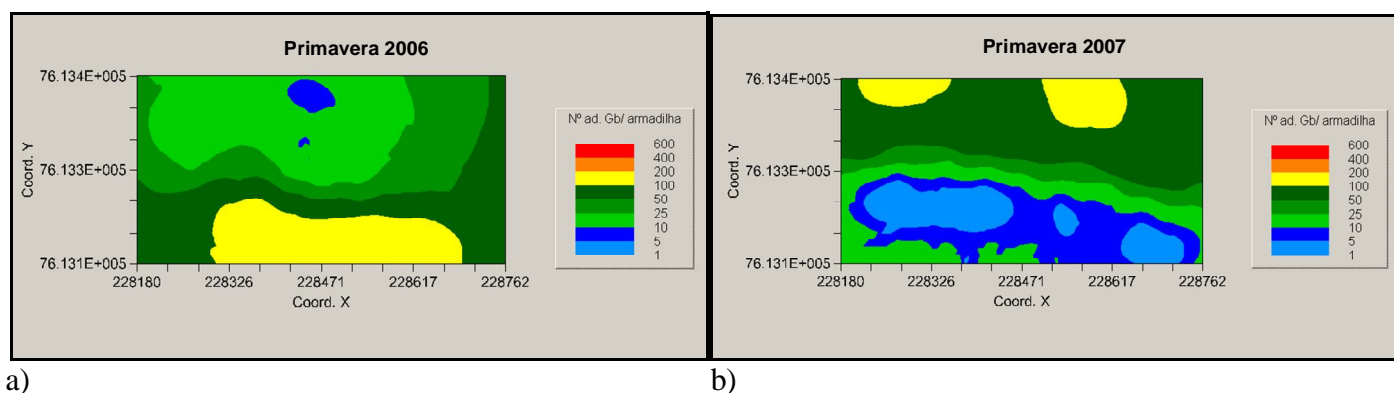 Primavera 2006
76.134E+005
76.133E+005
76.131E+005
Coord. Y
228180 228326 228471 228617 228762
Coord. X
Nº ad. Gb/ armadilha
600
400
200
100
50
25
10
5
1
a)
Primavera 2007
76.134E+005
76.133E+005
76.131E+005
Coord. Y
228180 228326 228471 228617 228762
Coord. X
Nº ad. Gb/ armadilha
600
400
200
100
50
25
10
5
1
b)